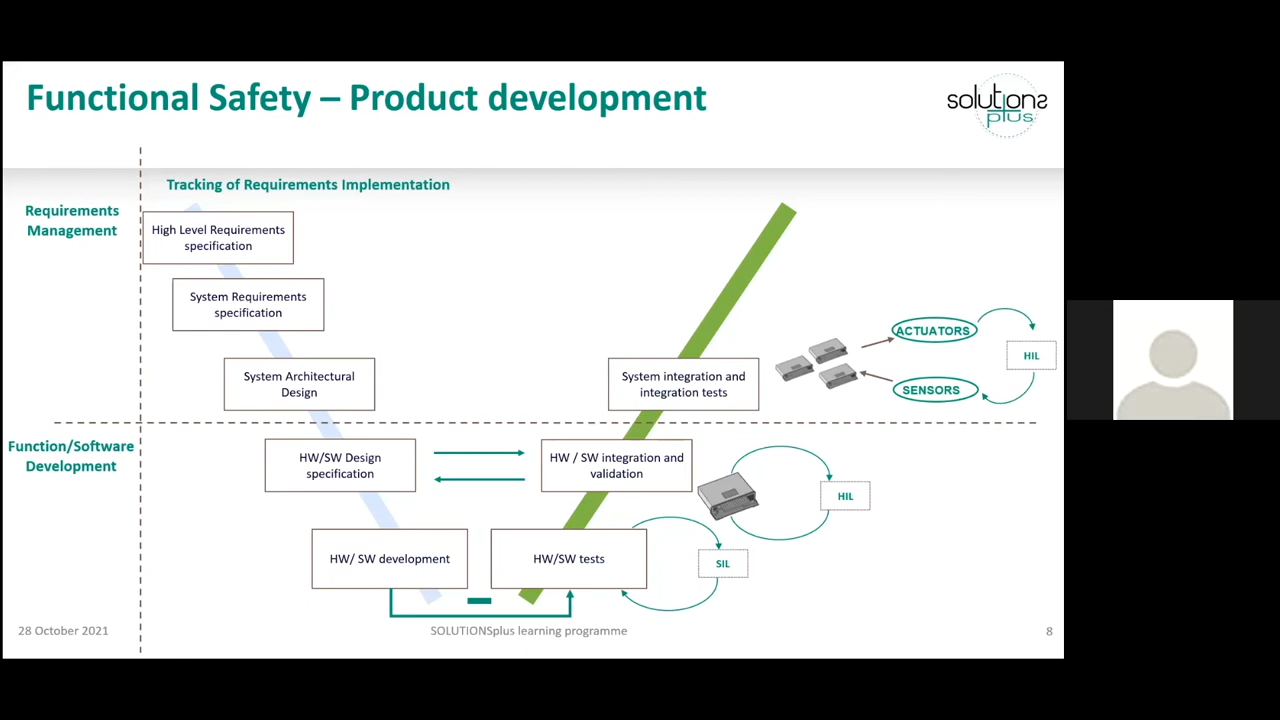 Functional Safety – Product development
solutions
plus
Tracking of Requirements Implementation
Requirements
Management
High Level Requirements
specification
System Requirements
specification
System Architectural
Design
System integration and
integration tests
ACTUATORS
HIL
SENSORS
Function/Software
Development
HW/SW Design
specification
HW / SW integration and
validation
HIL
HW/ SW development
HW/SW tests
SIL
28 October 2021
SOLUTIONSplus learning programme
8